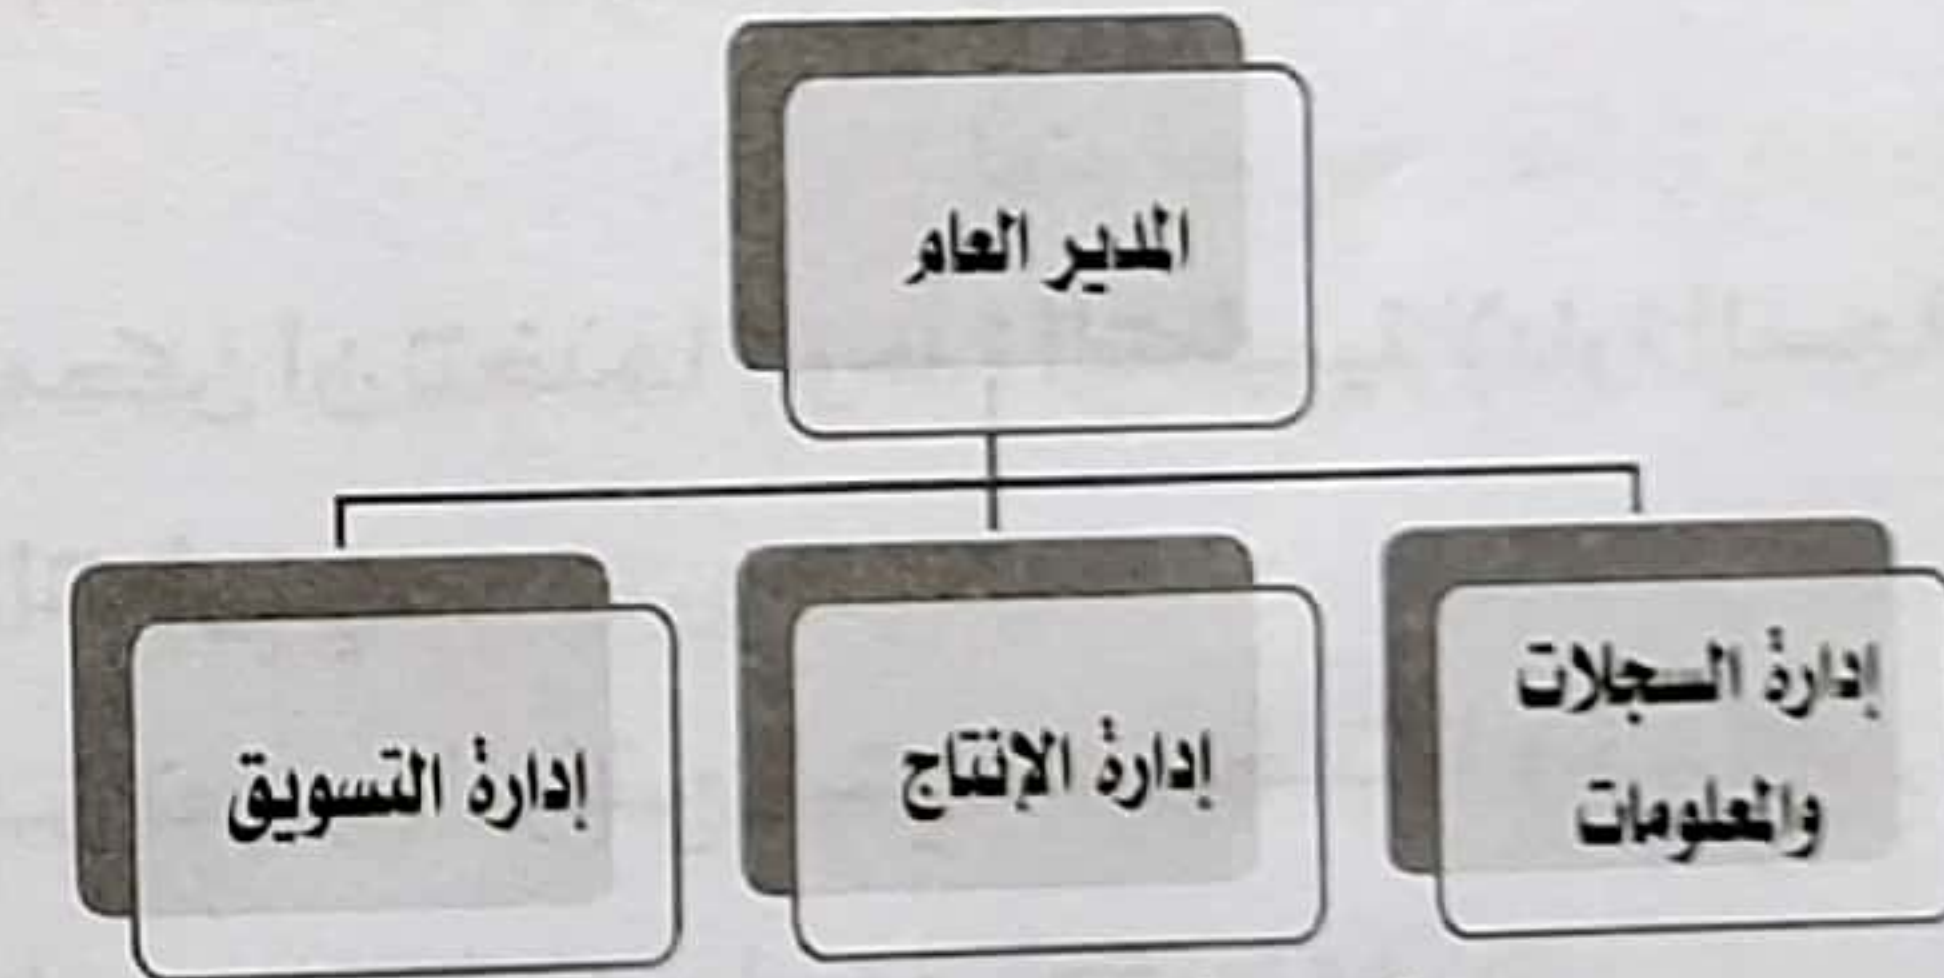 المدير العام
إدارة السجلات
والمعلومات
إدارة الإنتاج
إدارة التسويق